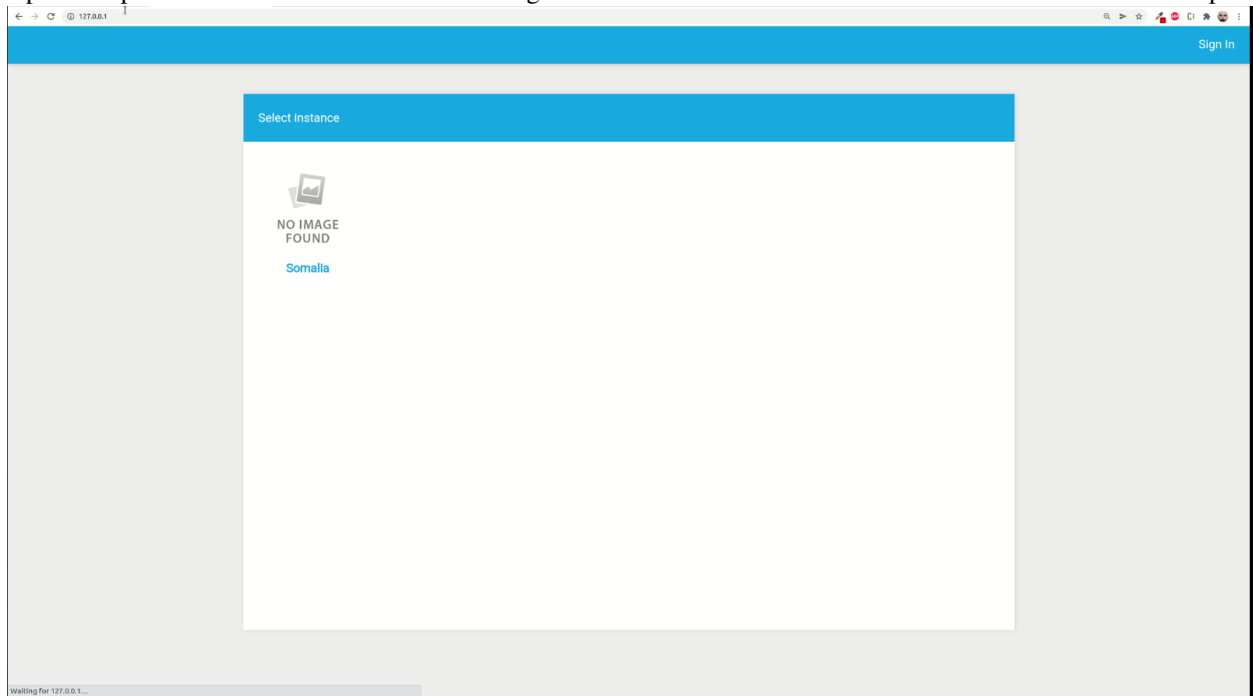 127.0.0.1
Sign In
Select instance
NO IMAGE
FOUND
Somalia
Waiting for 127.0.0.1...